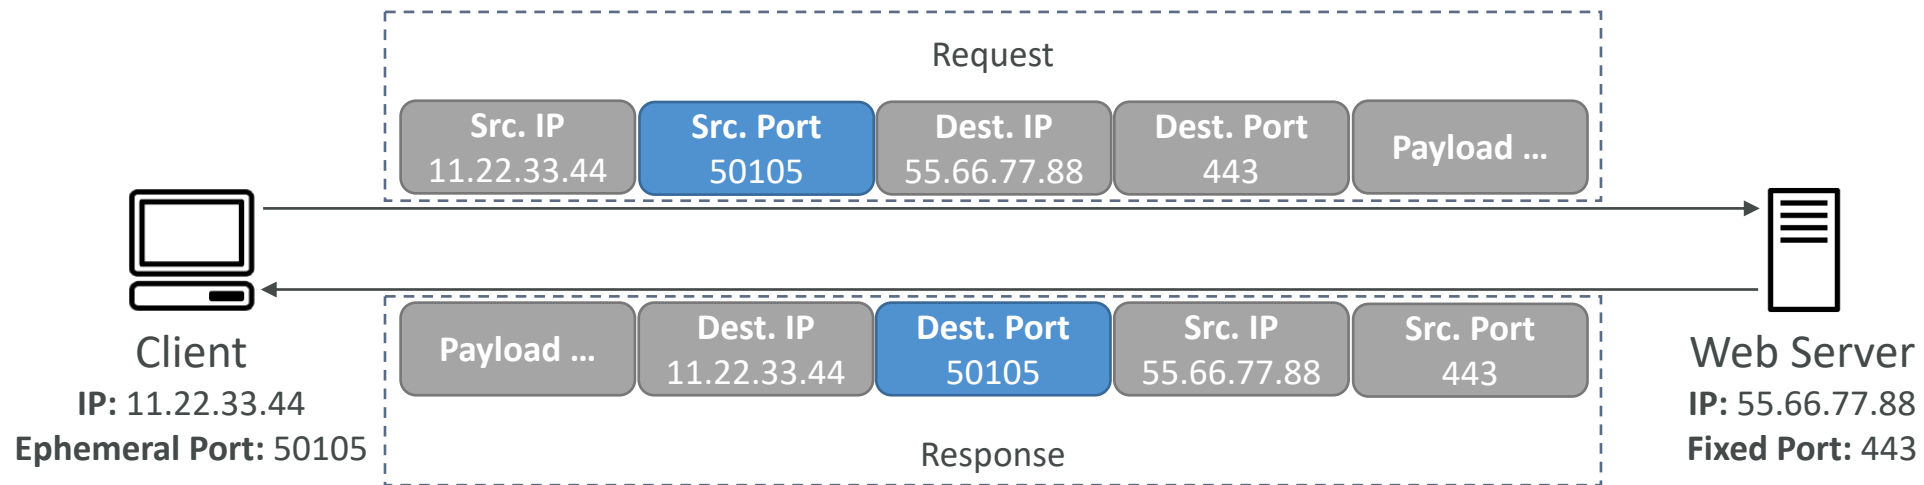 Request
Src. IP
11.22.33.44
Src. Port
50105
Dest. IP
55.66.77.88
Dest. Port
443
Payload ...
Payload ...
Dest. IP
11.22.33.44
Dest. Port
50105
Src. IP
55.66.77.88
Src. Port
443
Response
Client
IP: 11.22.33.44
Ephemeral Port: 50105
Web Server
IP: 55.66.77.88
Fixed Port: 443